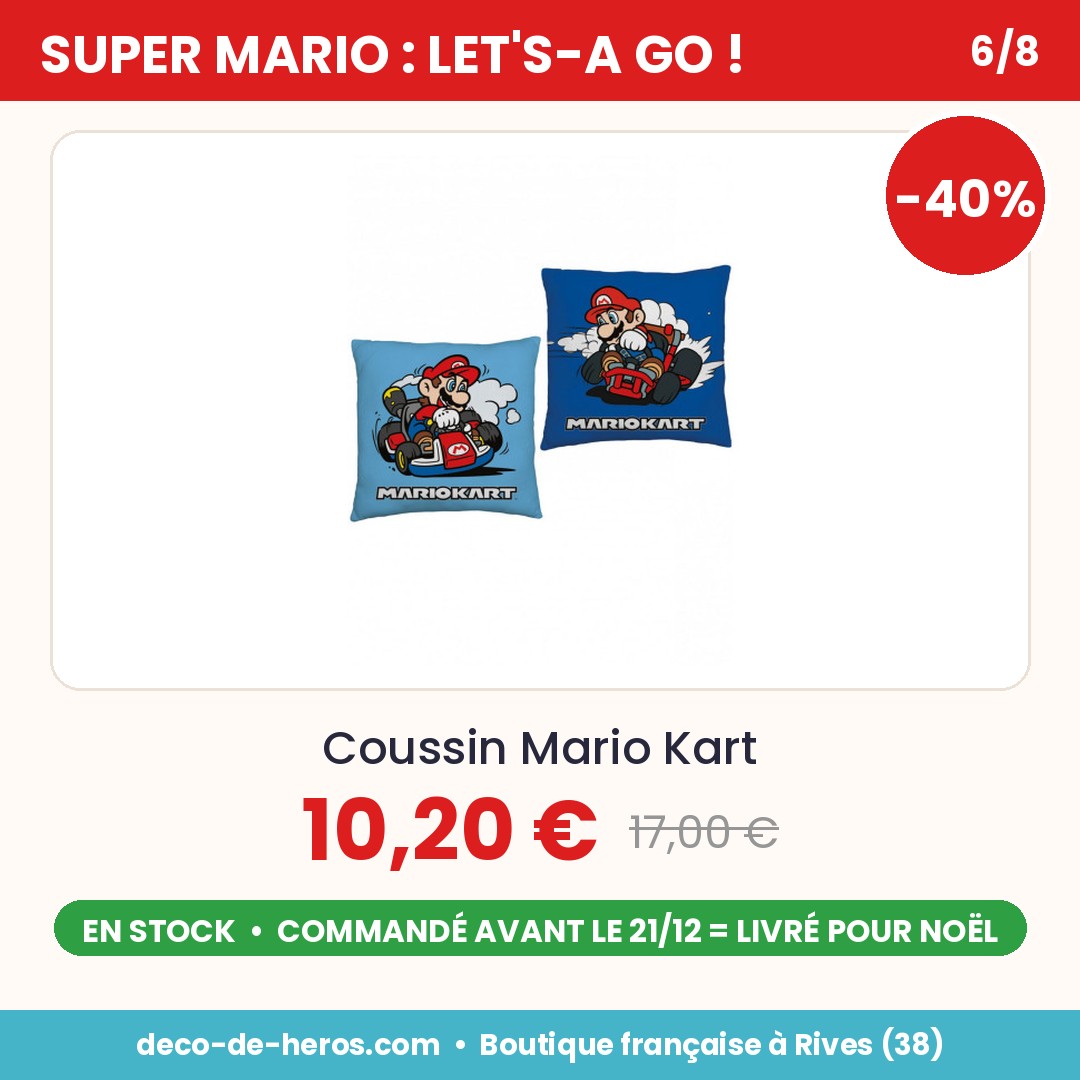 SUPER MARIO : LET'S-A GO !
6/8
-40%
MARIOKART
MARIOKART
Coussin Mario Kart
10,20 € 17,00 €
EN STOCK • COMMANDÉ AVANT LE 21/12 = LIVRÉ POUR NOËL
deco-de-heros.com • Boutique française à Rives (38)